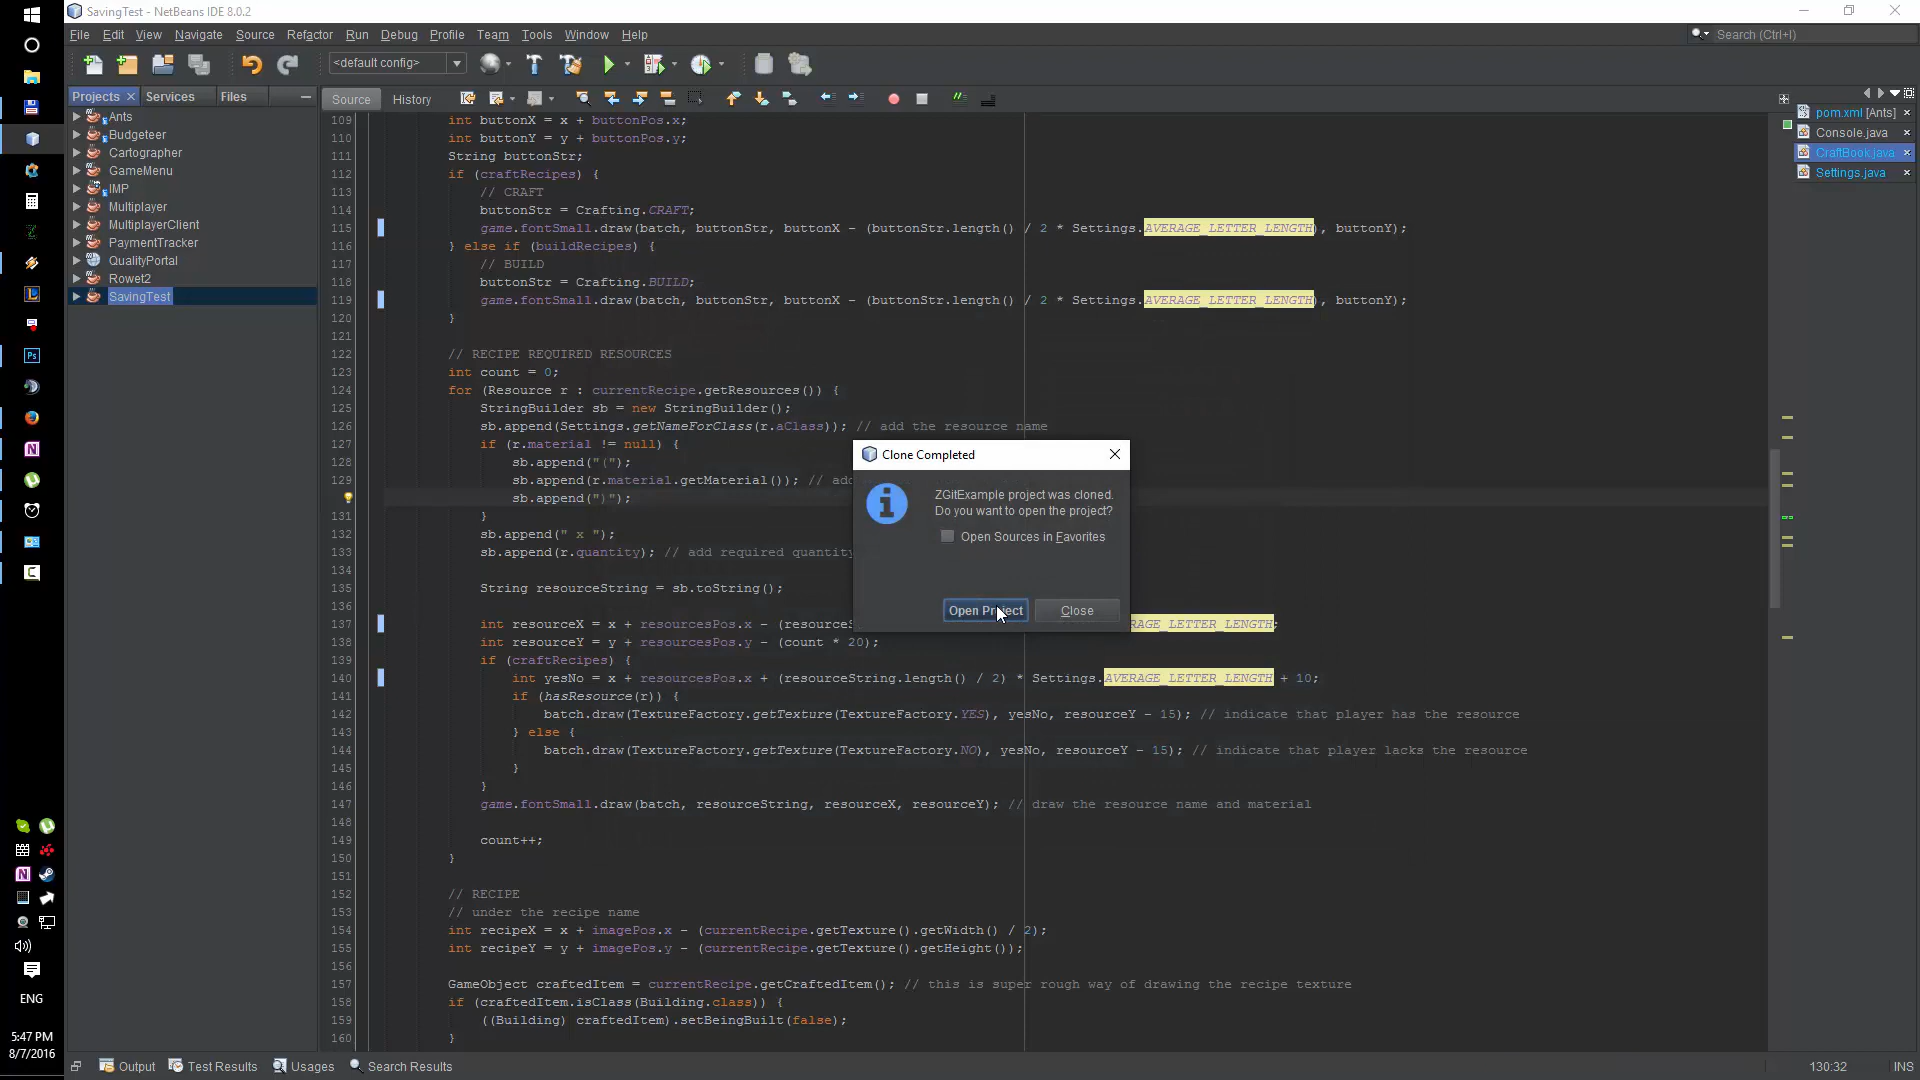 SavingTest - NetBeans IDE 8.0.2
File Edit View Navigate Source Refactor Run Debug Profile Team Tools Window Help
Search (Ctrl+I)
<default config>
Projects Services Files
Source History
Ants
Budgeteer
Cartographer
GameMenu
IMP
Multiplayer
MultiplayerClient
PaymentTracker
QualityPortal
Rowet2
SavingTest
109 int buttonX = x + buttonPos.x;
110 int buttonY = y + buttonPos.y;
111 String buttonStr;
112 if (craftRecipes) {
113 // CRAFT
114 buttonStr = Crafting.CRAFT;
115 game.fontSmall.draw(batch, buttonStr, buttonX - (buttonStr.length() / 2 * Settings.AVERAGE_LETTER_LENGTH), buttonY);
116 } else if (buildRecipes) {
117 // BUILD
118 buttonStr = Crafting.BUILD;
119 game.fontSmall.draw(batch, buttonStr, buttonX - (buttonStr.length() / 2 * Settings.AVERAGE_LETTER_LENGTH), buttonY);
120 }
121
122 // RECIPE REQUIRED RESOURCES
123 int count = 0;
124 for (Resource r : currentRecipe.getResources()) {
125 StringBuilder sb = new StringBuilder();
126 sb.append(Settings.getNameForClass(r.aClass)); // add the resource name
127 if (r.material != null) {
128 sb.append("(");
129 sb.append(r.material.getMaterial()); // ad
sb.append(")");
131 }
132 sb.append(" x ");
133 sb.append(r.quantity); // add required quantity
134
135 String resourceString = sb.toString();
136
137 int resourceX = x + resourcesPos.x - (resourceS RAGE_LETTER_LENGTH;
138 int resourceY = y + resourcesPos.y - (count * 20);
139 if (craftRecipes) {
140 int yesNo = x + resourcesPos.x + (resourceString.length() / 2) * Settings.AVERAGE_LETTER_LENGTH + 10;
141 if (hasResource(r)) {
142 batch.draw(TextureFactory.getTexture(TextureFactory.YES), yesNo, resourceY - 15); // indicate that player has the resource
143 } else {
144 batch.draw(TextureFactory.getTexture(TextureFactory.NO), yesNo, resourceY - 15); // indicate that player lacks the resource
145 }
146 }
147 game.fontSmall.draw(batch, resourceString, resourceX, resourceY); // draw the resource name and material
148
149 count++;
150 }
151
152 // RECIPE
153 // under the recipe name
154 int recipeX = x + imagePos.x - (currentRecipe.getTexture().getWidth() / 2);
155 int recipeY = y + imagePos.y - (currentRecipe.getTexture().getHeight());
156
157 GameObject craftedItem = currentRecipe.getCraftedItem(); // this is super rough way of drawing the recipe texture
158 if (craftedItem.isClass(Building.class)) {
159 ((Building) craftedItem).setBeingBuilt(false);
160 }
Clone Completed
ZGitExample project was cloned.
Do you want to open the project?
Open Sources in Favorites
Open Project Close
pom.xml [Ants]
Console.java
CraftBook.java
Settings.java
Ps
ENG
5:47 PM
8/7/2016
Output Test Results Usages Search Results
130:32 INS